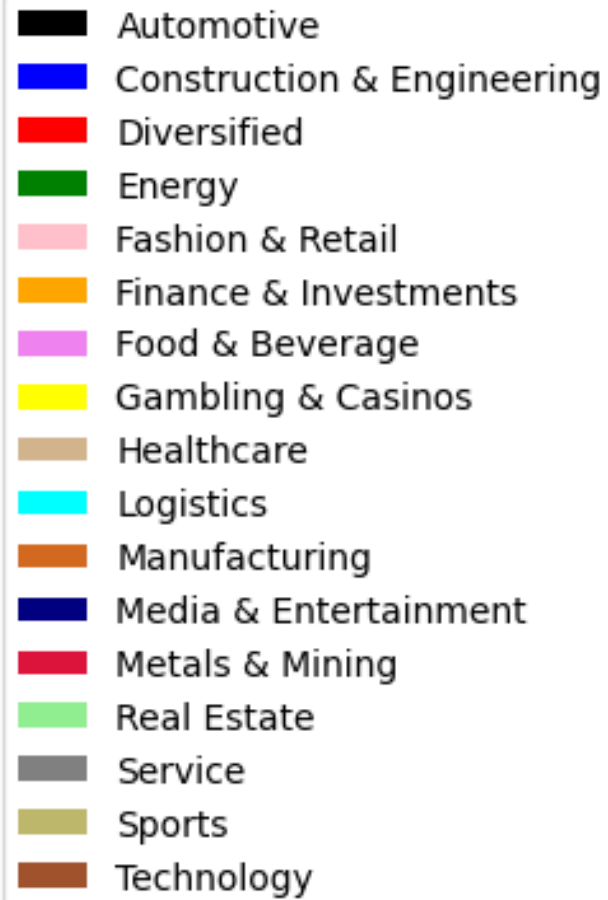 Automotive
Construction & Engineering
Diversified
Energy
Fashion & Retail
Finance & Investments
Food & Beverage
Gambling & Casinos
Healthcare
Logistics
Manufacturing
Media & Entertainment
Metals & Mining
Real Estate
Service
Sports
Technology